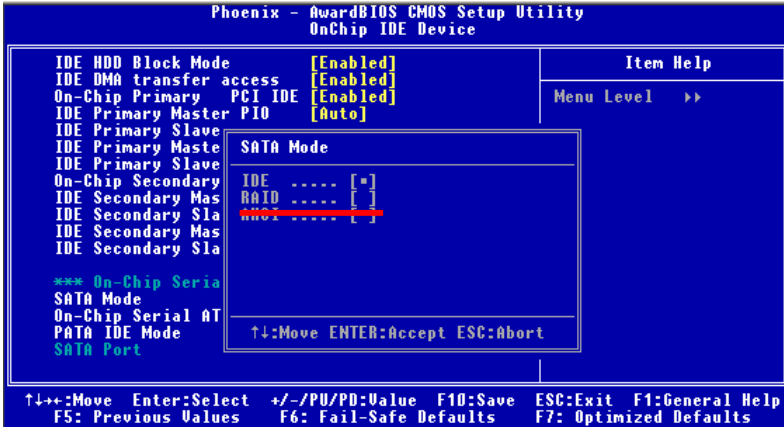 Phoenix - AwardBIOS CMOS Setup Utility
OnChip IDE Device
IDE HDD Block Mode [Enabled]
IDE DMA transfer access [Enabled]
On-Chip Primary PCI IDE [Enabled]
IDE Primary Master PIO [Auto]
IDE Primary Slave
IDE Primary Maste
IDE Primary Slave
On-Chip Secondary
IDE Secondary Mas
IDE Secondary Sla
IDE Secondary Mas
IDE Secondary Sla
*** On-Chip Seria
SATA Mode
On-Chip Serial AT
PATA IDE Mode
SATA Port
Item Help
Menu Level ▸▸
SATA Mode
IDE ..... [▪]
RAID ..... [ ]
AHCI ..... [ ]
↑↓:Move ENTER:Accept ESC:Abort
↑↓→←:Move Enter:Select +/-/PU/PD:Value F10:Save ESC:Exit F1:General Help
F5: Previous Values F6: Fail-Safe Defaults F7: Optimized Defaults